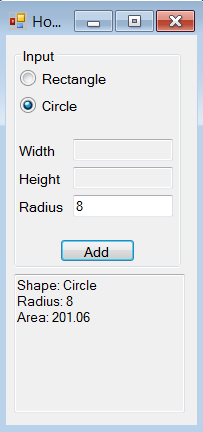 Ho...
Input
Rectangle
Circle
Width
Height
Radius 8
Add
Shape: Circle
Radius: 8
Area: 201.06